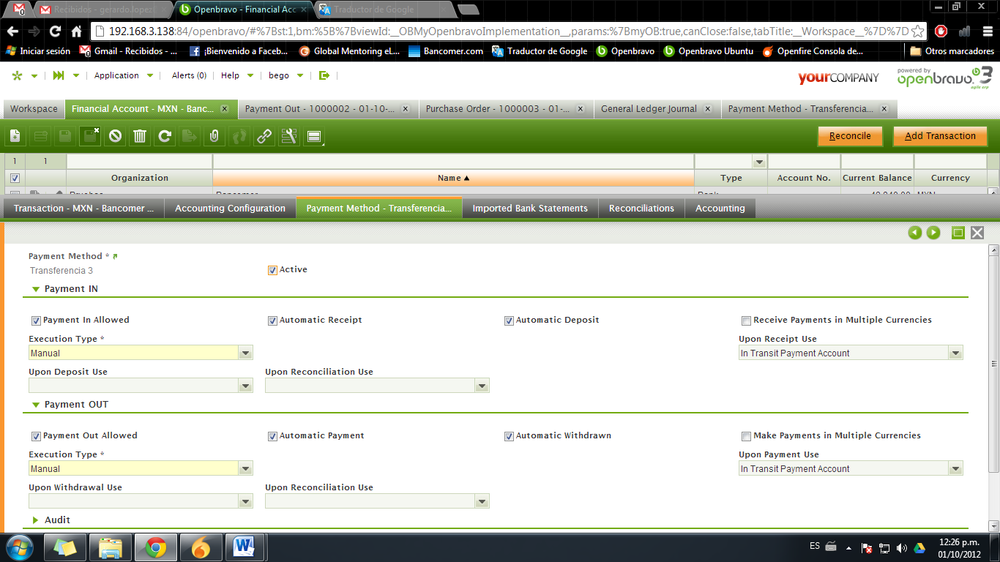 0 Recibidos - gerardo.lopez Openbravo - Financial Acc Traductor de Google
192.168.3.138:84/openbravo/#%7Bst:1,bm:%5B%7BviewId:__OBMyOpenbravoImplementation__,params:%7BmyOB:true,canClose:false,tabTitle:__Workspace__%7D%7D
Iniciar sesión Gmail - Recibidos - ... ¡Bienvenido a Faceb... Global Mentoring eL... Bancomer.com Traductor de Google Openbravo Openbravo Ubuntu Openfire Consola de... Otros marcadores
Application Alerts (0) Help bego yourCOMPANY powered by openbravo 3 agile erp
Workspace Financial Account - MXN - Banc... Payment Out - 1000002 - 01-10-... Purchase Order - 1000003 - 01-... General Ledger Journal Payment Method - Transferencia...
Reconcile Add Transaction
1 1
Organization Name Type Account No. Current Balance Currency
Transaction - MXN - Bancomer ... Accounting Configuration Payment Method - Transferencia... Imported Bank Statements Reconciliations Accounting
Payment Method *
Transferencia 3 Active
Payment IN
Payment In Allowed Automatic Receipt Automatic Deposit Receive Payments in Multiple Currencies
Execution Type * Upon Receipt Use
Manual In Transit Payment Account
Upon Deposit Use Upon Reconciliation Use
Payment OUT
Payment Out Allowed Automatic Payment Automatic Withdrawn Make Payments in Multiple Currencies
Execution Type * Upon Payment Use
Manual In Transit Payment Account
Upon Withdrawal Use Upon Reconciliation Use
Audit
ES 12:26 p.m.
01/10/2012